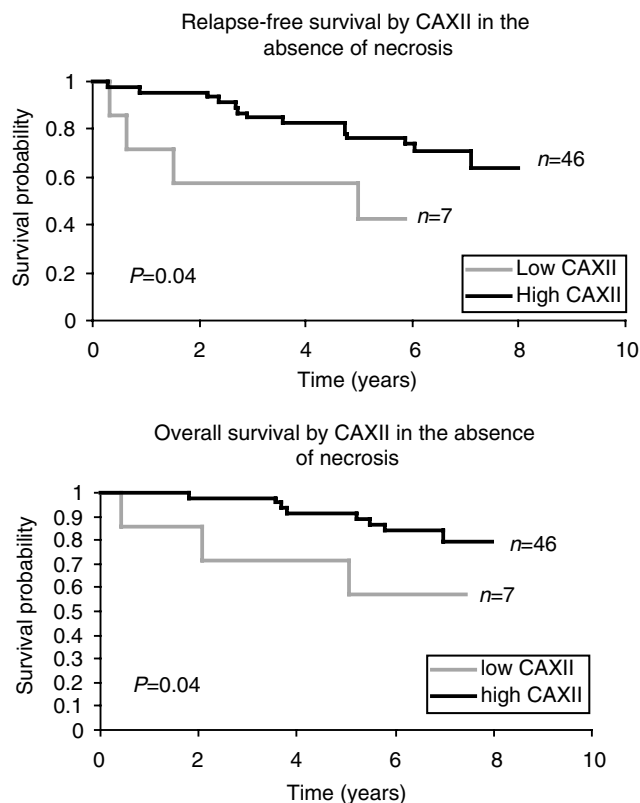 Relapse-free survival by CAXII in the
absence of necrosis
Survival probability
1
0.8
0.6
0.4
0.2
0
n=46
n=7
P=0.04
Low CAXII
High CAXII
0 2 4 6 8 10
Time (years)
Overall survival by CAXII in the absence
of necrosis
Survival probability
1
0.9
0.8
0.7
0.6
0.5
0.4
0.3
0.2
0.1
0
n=46
n=7
P=0.04
low CAXII
high CAXII
0 2 4 6 8 10
Time (years)